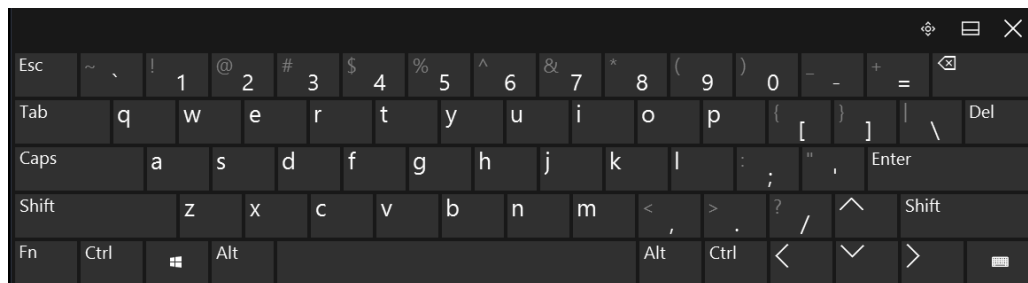 Esc ~ ` ! 1 @ 2 # 3 $ 4 % 5 ^ 6 & 7 * 8 ( 9 ) 0 _ - + =
Tab q w e r t y u i o p { [ } ] | \ Del
Caps a s d f g h j k l : ; " ' Enter
Shift z x c v b n m < , > . ? / Shift
Fn Ctrl Alt Alt Ctrl